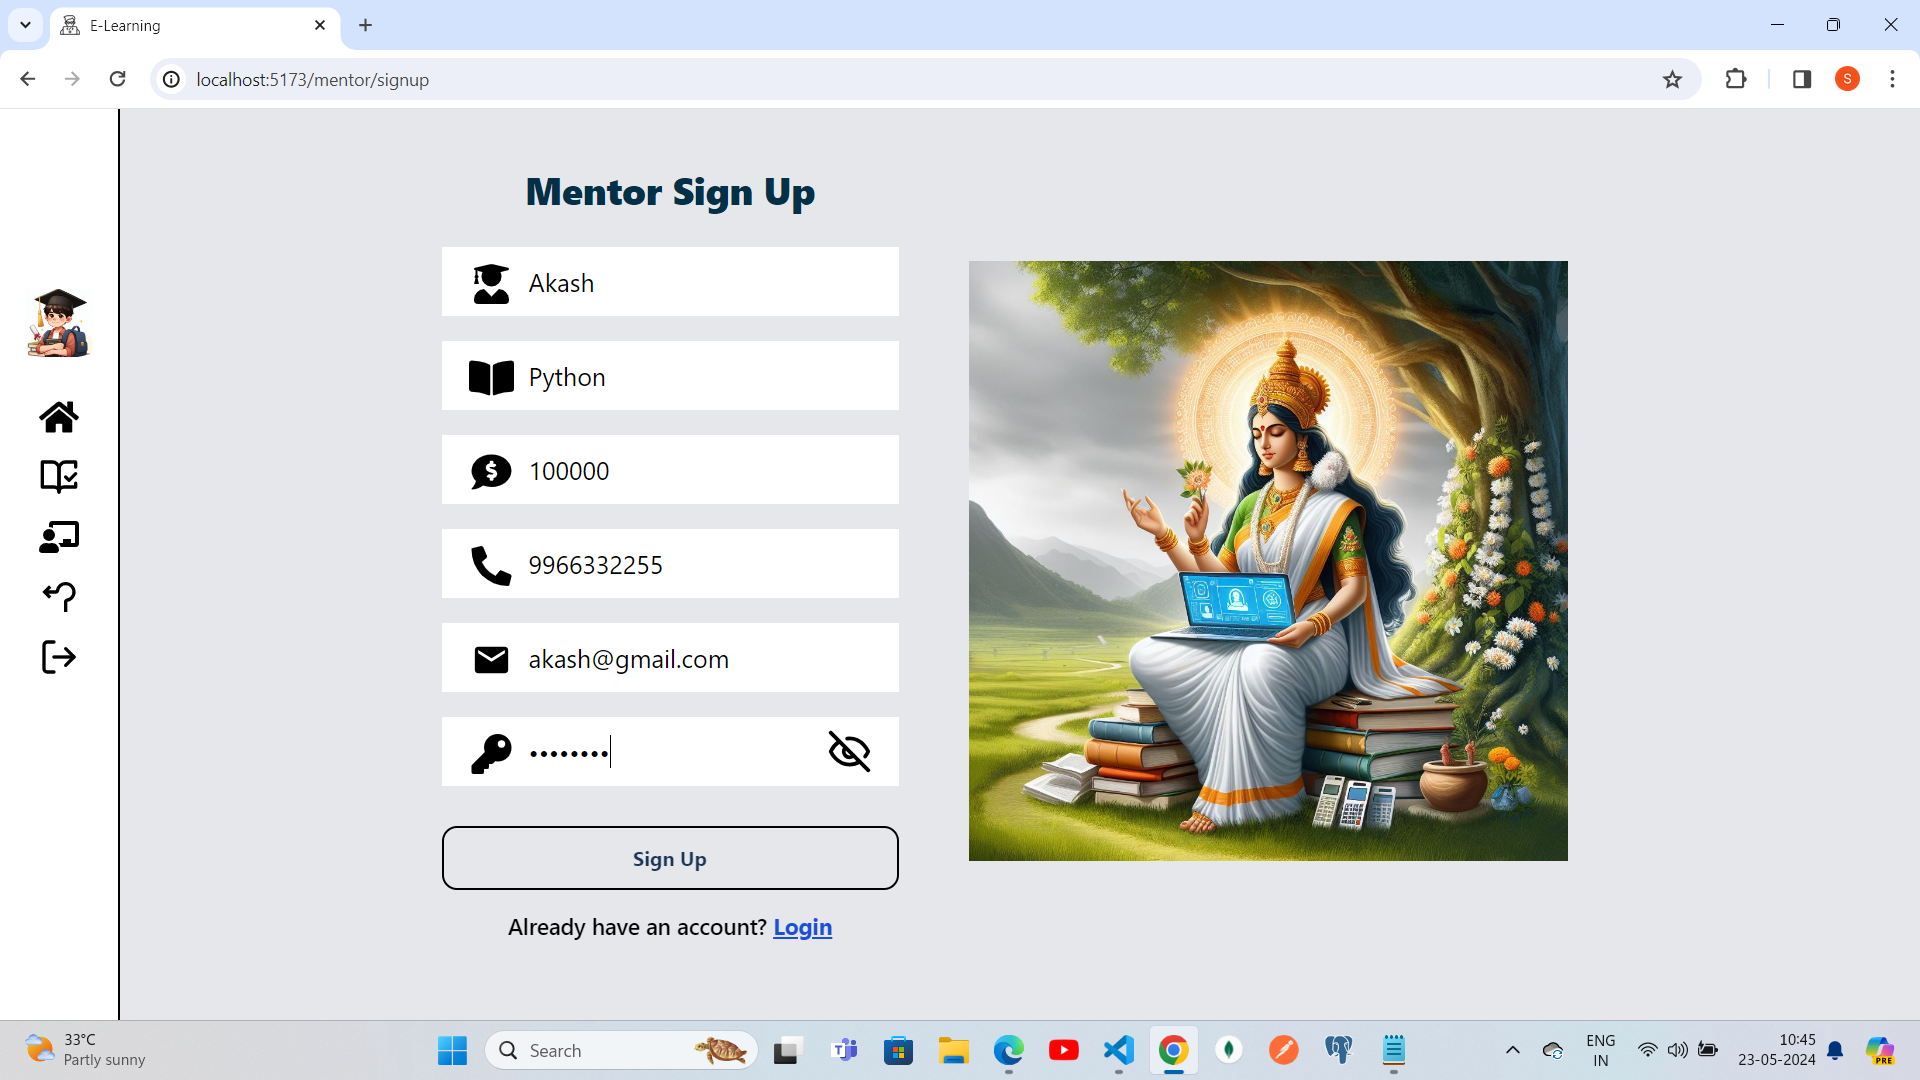 E-Learning
localhost:5173/mentor/signup
S
Mentor Sign Up
Akash
Python
100000
9966332255
akash@gmail.com
••••••••
Sign Up
Already have an account? Login
33°C
Partly sunny
Search
ENG
IN
10:45
23-05-2024
PRE